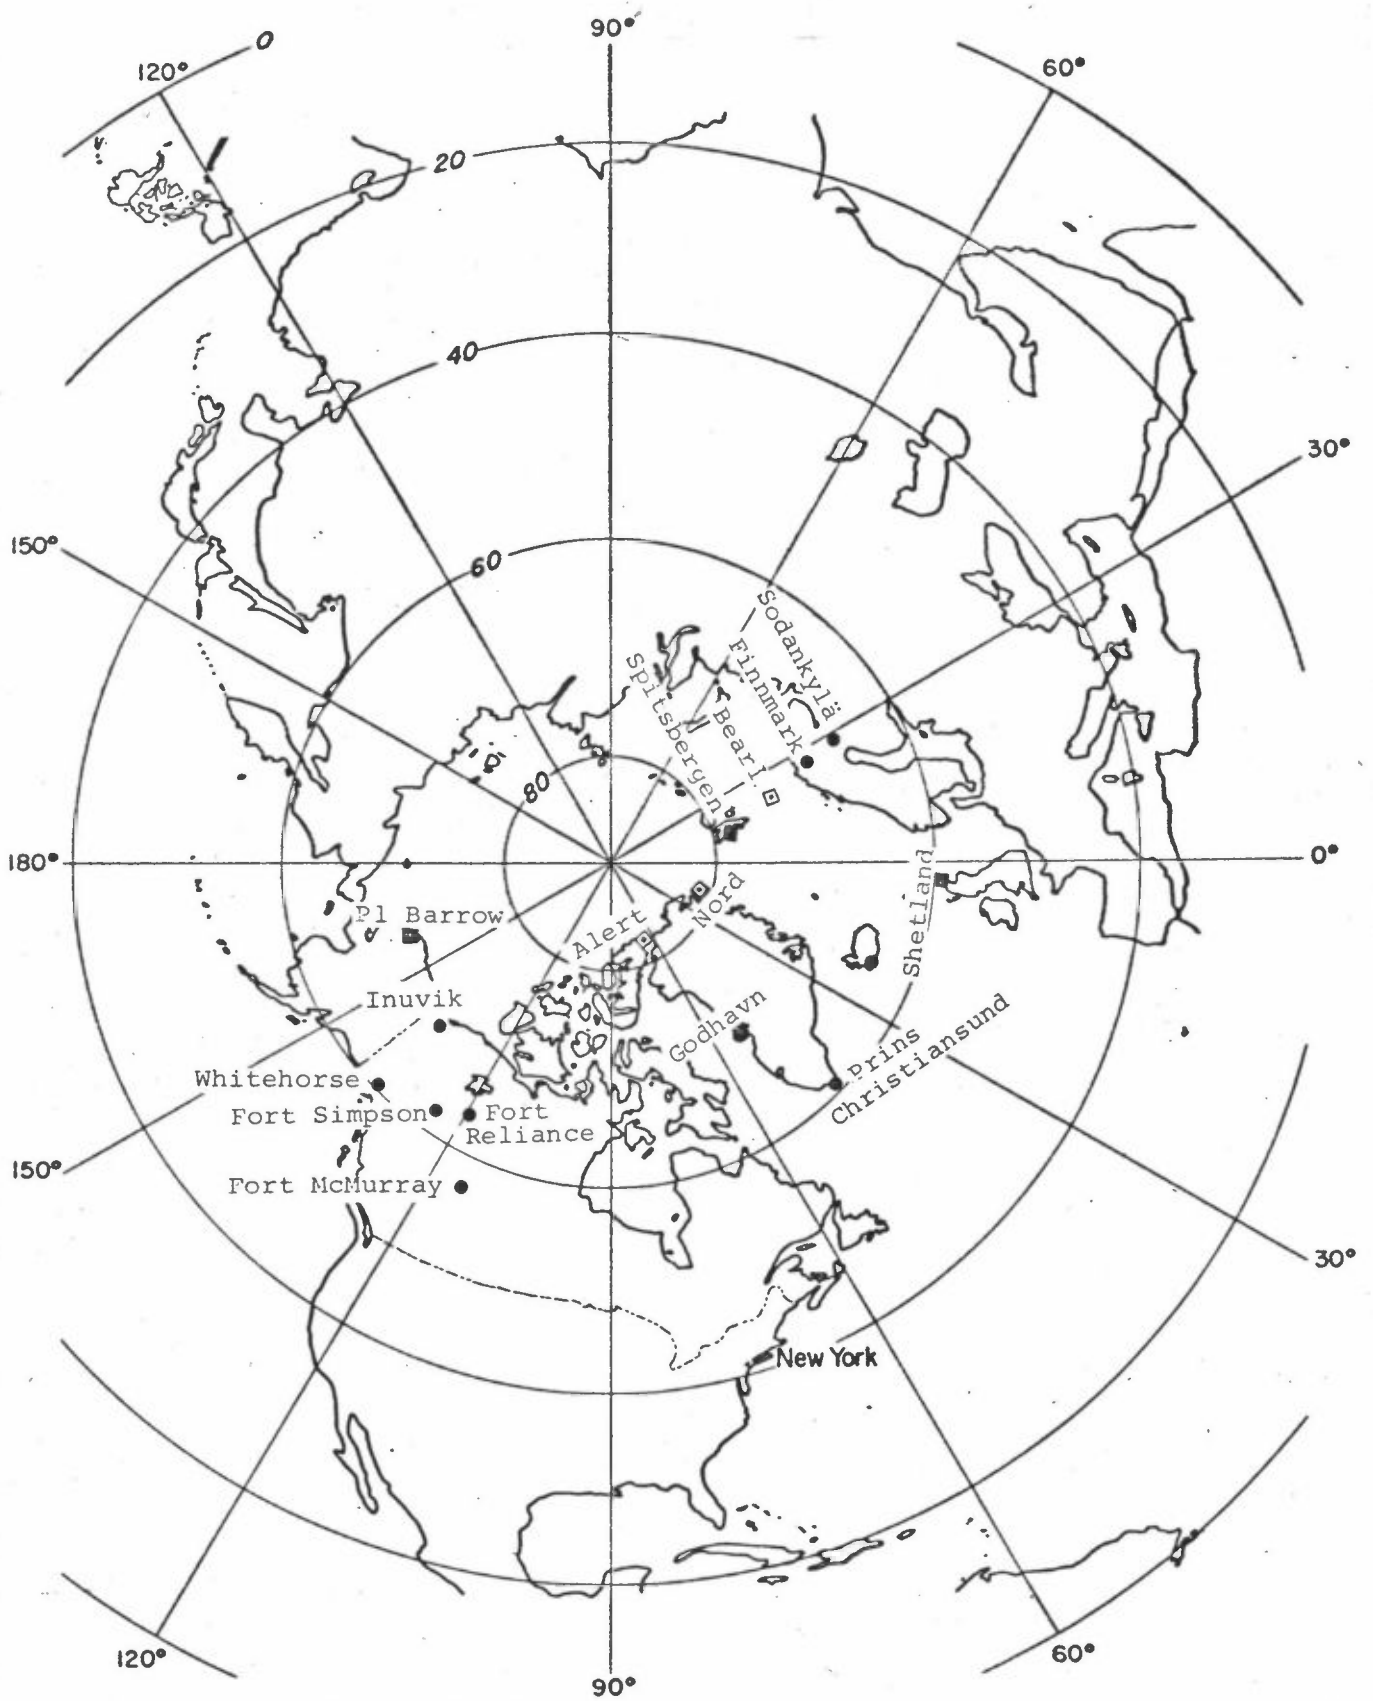 90°
0
120°
60°
20
40
30°
150°
60
Sodankylä
Finnmark
Spitsbergen
Bear I
80
180°
0°
Pl Barrow
Alert
Nord
Shetland
Inuvik
Godhavn
Prins
Christiansund
Whitehorse
Fort Simpson
Fort
Reliance
150°
Fort McMurray
30°
New York
120°
60°
90°